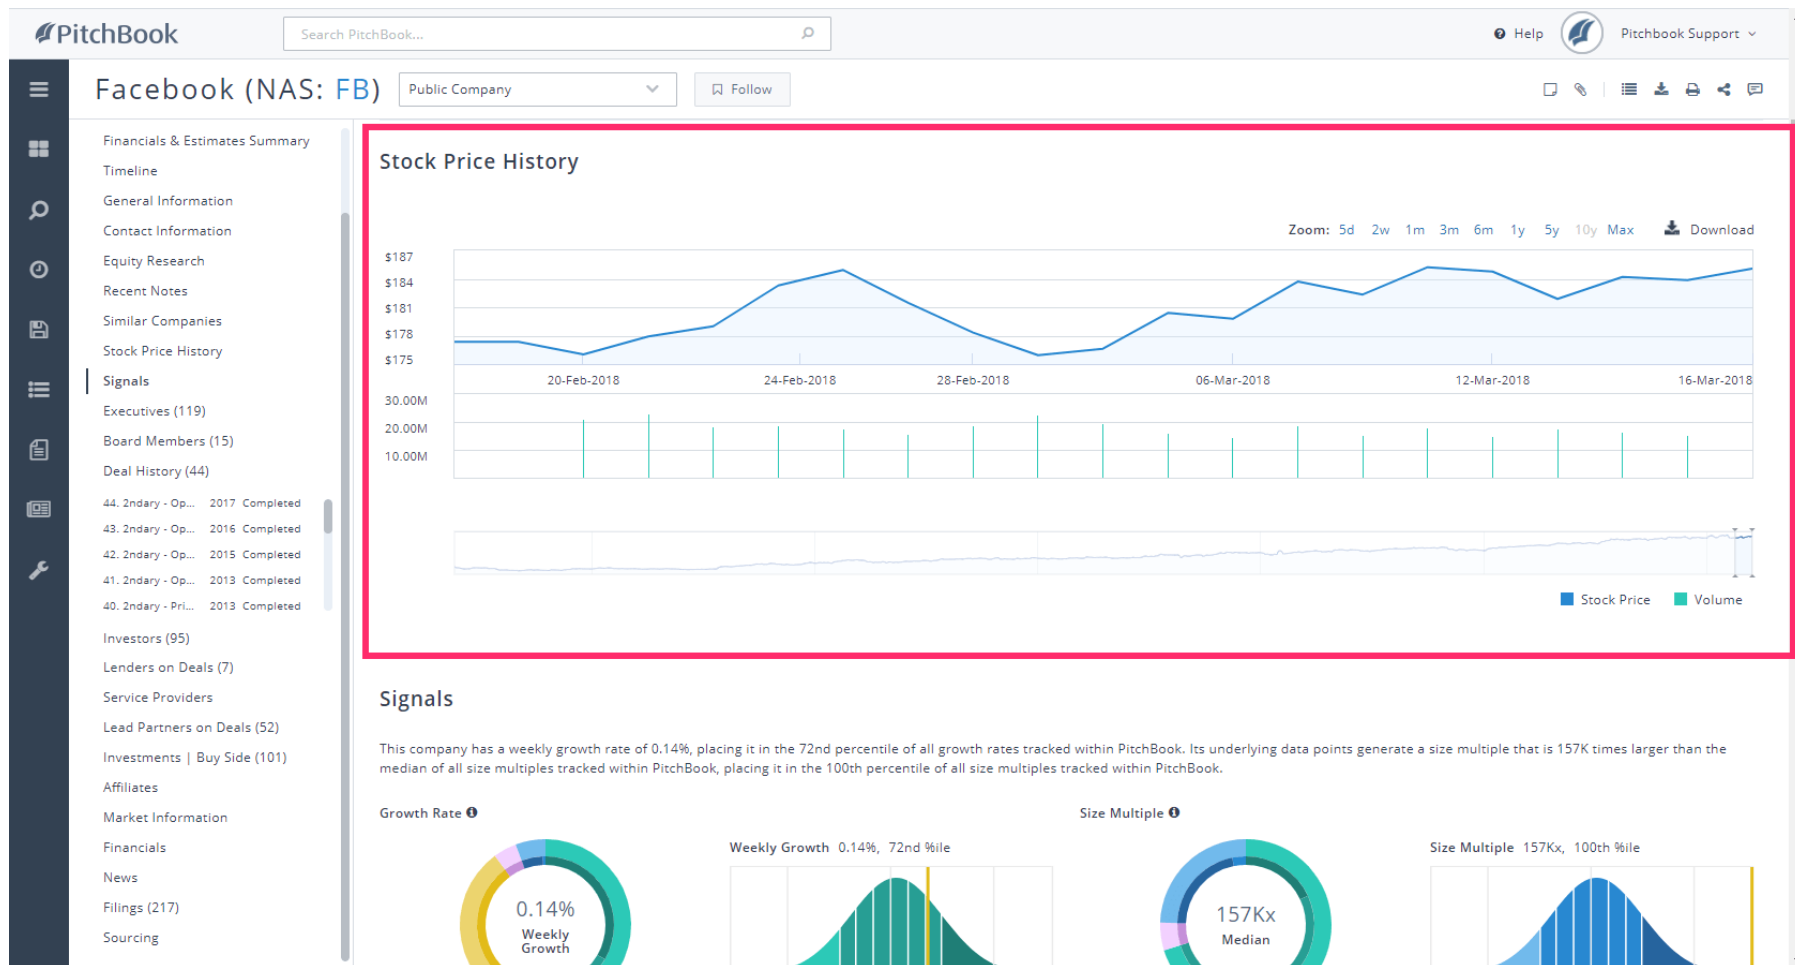 PitchBook
Search PitchBook...
Help
Pitchbook Support
Facebook (NAS: FB)
Public Company
Follow
Financials & Estimates Summary
Timeline
General Information
Contact Information
Equity Research
Recent Notes
Similar Companies
Stock Price History
Signals
Executives (119)
Board Members (15)
Deal History (44)
44. 2ndary - Op... 2017 Completed
43. 2ndary - Op... 2016 Completed
42. 2ndary - Op... 2015 Completed
41. 2ndary - Op... 2013 Completed
40. 2ndary - Pri... 2013 Completed
Investors (95)
Lenders on Deals (7)
Service Providers
Lead Partners on Deals (52)
Investments | Buy Side (101)
Affiliates
Market Information
Financials
News
Filings (217)
Sourcing
Stock Price History
Zoom: 5d 2w 1m 3m 6m 1y 5y 10y Max Download
$187
$184
$181
$178
$175
20-Feb-2018 24-Feb-2018 28-Feb-2018 06-Mar-2018 12-Mar-2018 16-Mar-2018
30.00M
20.00M
10.00M
Stock Price Volume
Signals
This company has a weekly growth rate of 0.14%, placing it in the 72nd percentile of all growth rates tracked within PitchBook. Its underlying data points generate a size multiple that is 157K times larger than the
median of all size multiples tracked within PitchBook, placing it in the 100th percentile of all size multiples tracked within PitchBook.
Growth Rate
Weekly Growth 0.14%, 72nd %ile
0.14%
Weekly
Growth
Size Multiple
Size Multiple 157Kx, 100th %ile
157Kx
Median